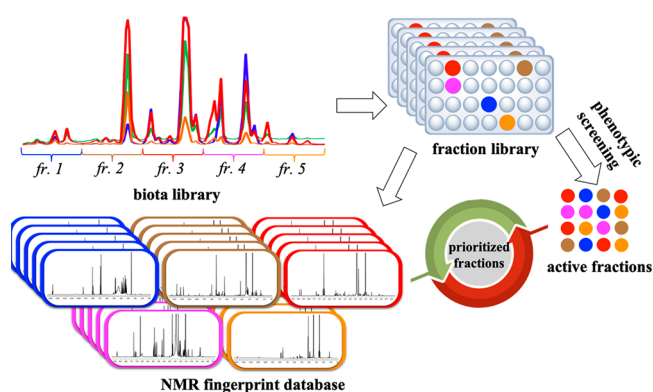 fr. 1 fr. 2 fr. 3 fr. 4 fr. 5
biota library
fraction library
phenotypic
screening
prioritized
fractions
active fractions
NMR fingerprint database